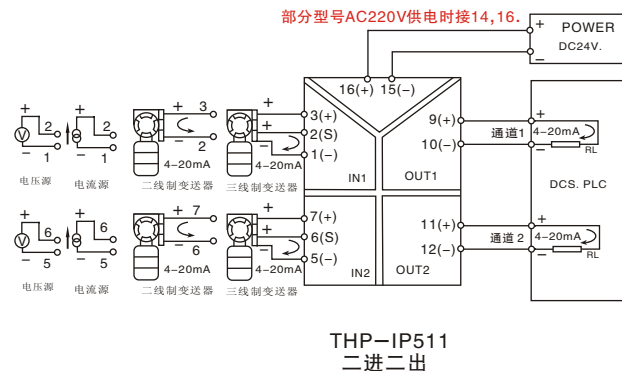 部分型号AC220V供电时接14,16.
+ POWER
− DC24V.
16(+) 15(−)
+ + + 3 +
2 2 + 3(+) 9(+) +
V + 2(S) 通道1 4−20mA
− 1 − 1 − 2 − 1(−) 10(−) − RL
4−20mA 4−20mA IN1 OUT1
电压源 电流源 二线制变送器 三线制变送器 DCS. PLC
+ + + 7 +
6 6 + 7(+) 11(+) +
V + 6(S) 通道2 4−20mA
− 5 − 5 − 6 − 5(−) 12(−) − RL
4−20mA 4−20mA IN2 OUT2
电压源 电流源 二线制变送器 三线制变送器
THP−IP511
二进二出